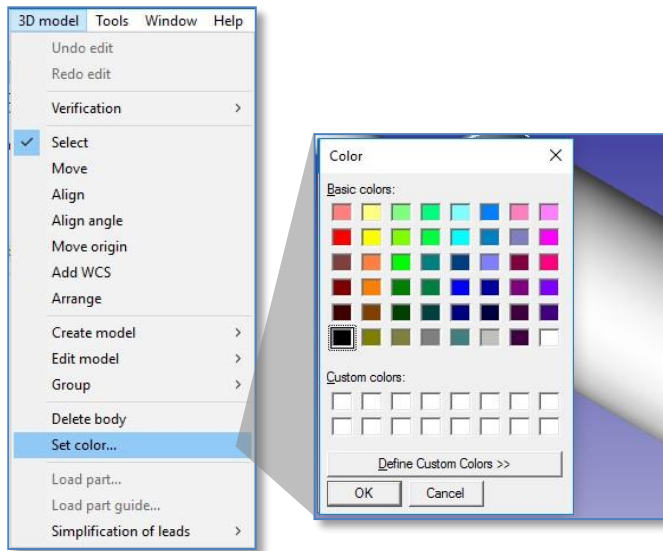 3D model Tools Window Help
Undo edit
Redo edit
Verification
Select
Move
Align
Align angle
Move origin
Add WCS
Arrange
Create model
Edit model
Group
Delete body
Set color...
Load part...
Load part guide...
Simplification of leads
Color
Basic colors:
Custom colors:
Define Custom Colors >>
OK Cancel